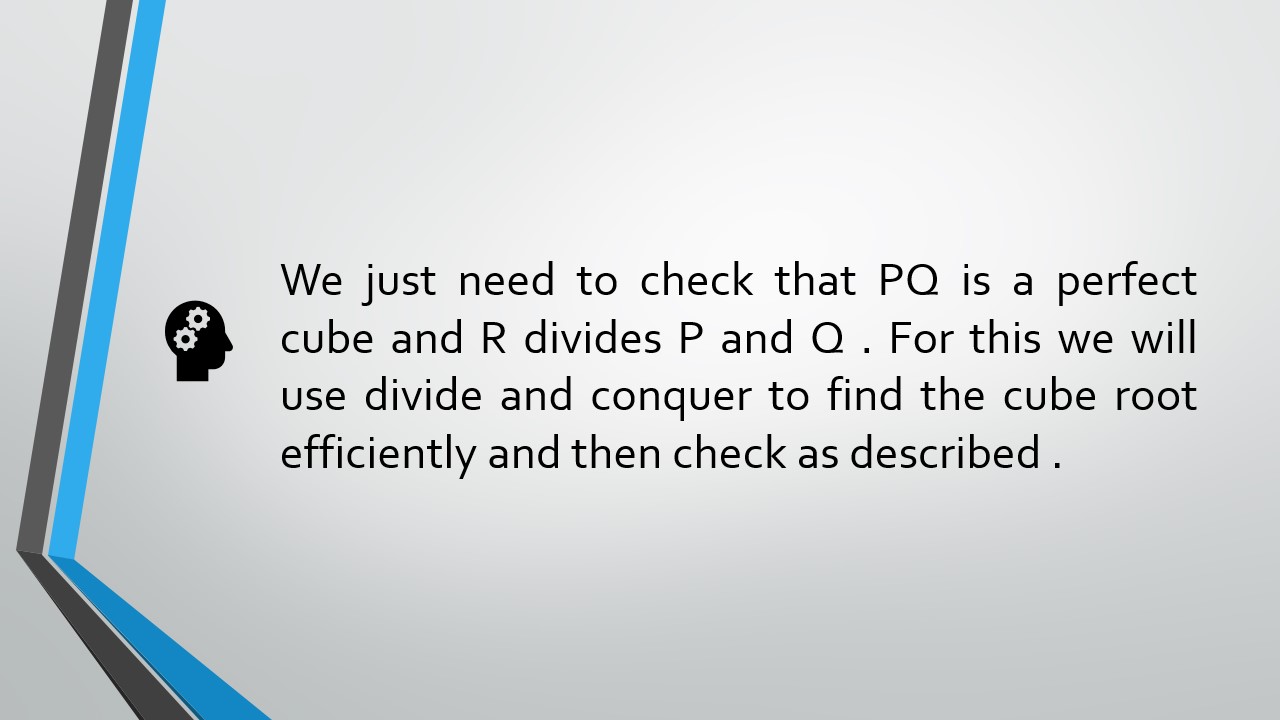 We just need to check that PQ is a perfect
cube and R divides P and Q . For this we will
use divide and conquer to find the cube root
efficiently and then check as described .